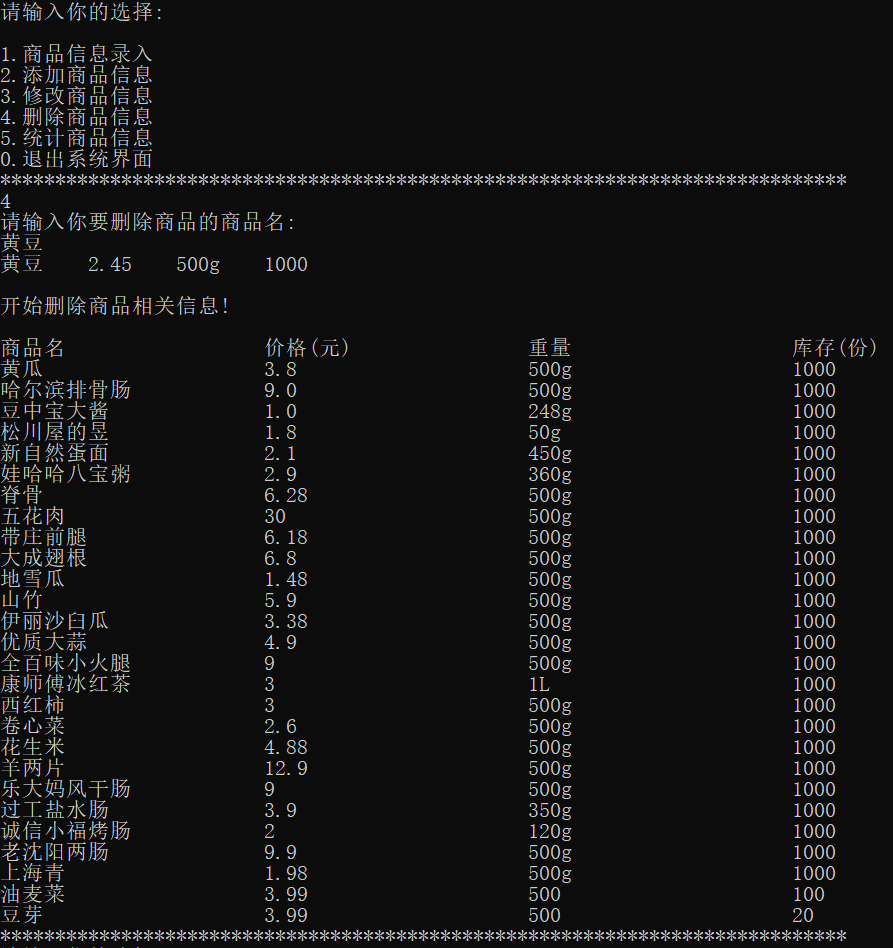 请输入你的选择:
1.商品信息录入
2.添加商品信息
3.修改商品信息
4.删除商品信息
5.统计商品信息
0.退出系统界面
*****************************************************************************
4
请输入你要删除商品的商品名:
黄豆
黄豆 2.45 500g 1000
开始删除商品相关信息!
商品名 价格(元) 重量 库存(份)
黄瓜 3.8 500g 1000
哈尔滨排骨肠 9.0 500g 1000
豆中宝大酱 1.0 248g 1000
松川屋的昱 1.8 50g 1000
新自然蛋面 2.1 450g 1000
娃哈哈八宝粥 2.9 360g 1000
脊骨 6.28 500g 1000
五花肉 30 500g 1000
带庄前腿 6.18 500g 1000
大成翅根 6.8 500g 1000
地雪瓜 1.48 500g 1000
山竹 5.9 500g 1000
伊丽沙臼瓜 3.38 500g 1000
优质大蒜 4.9 500g 1000
全百味小火腿 9 500g 1000
康师傅冰红茶 3 1L 1000
西红柿 3 500g 1000
卷心菜 2.6 500g 1000
花生米 4.88 500g 1000
羊两片 12.9 500g 1000
乐大妈风干肠 9 500g 1000
过工盐水肠 3.9 350g 1000
诚信小福烤肠 2 120g 1000
老沈阳两肠 9.9 500g 1000
上海青 1.98 500g 1000
油麦菜 3.99 500 100
豆芽 3.99 500 20
*****************************************************************************